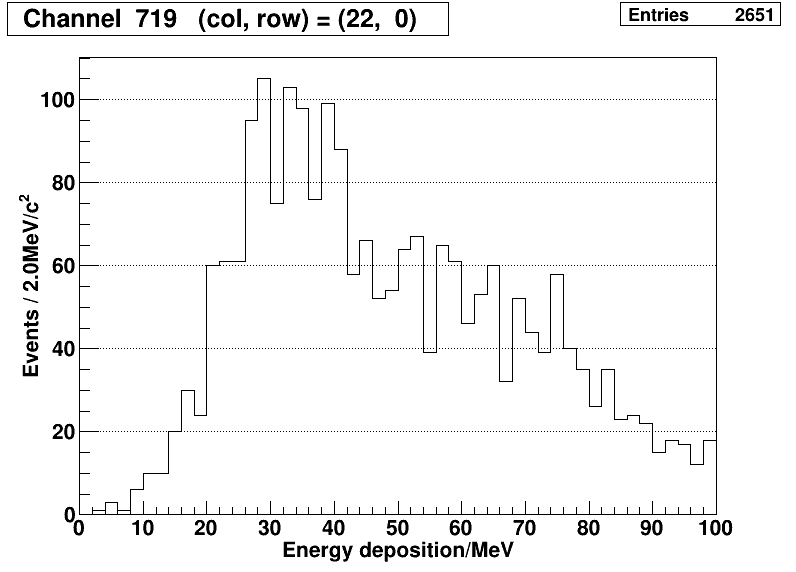 Channel 719 (col, row) = (22, 0)
Entries 2651
Events / 2.0MeV/c²
100
80
60
40
20
0
0 10 20 30 40 50 60 70 80 90 100
Energy deposition/MeV